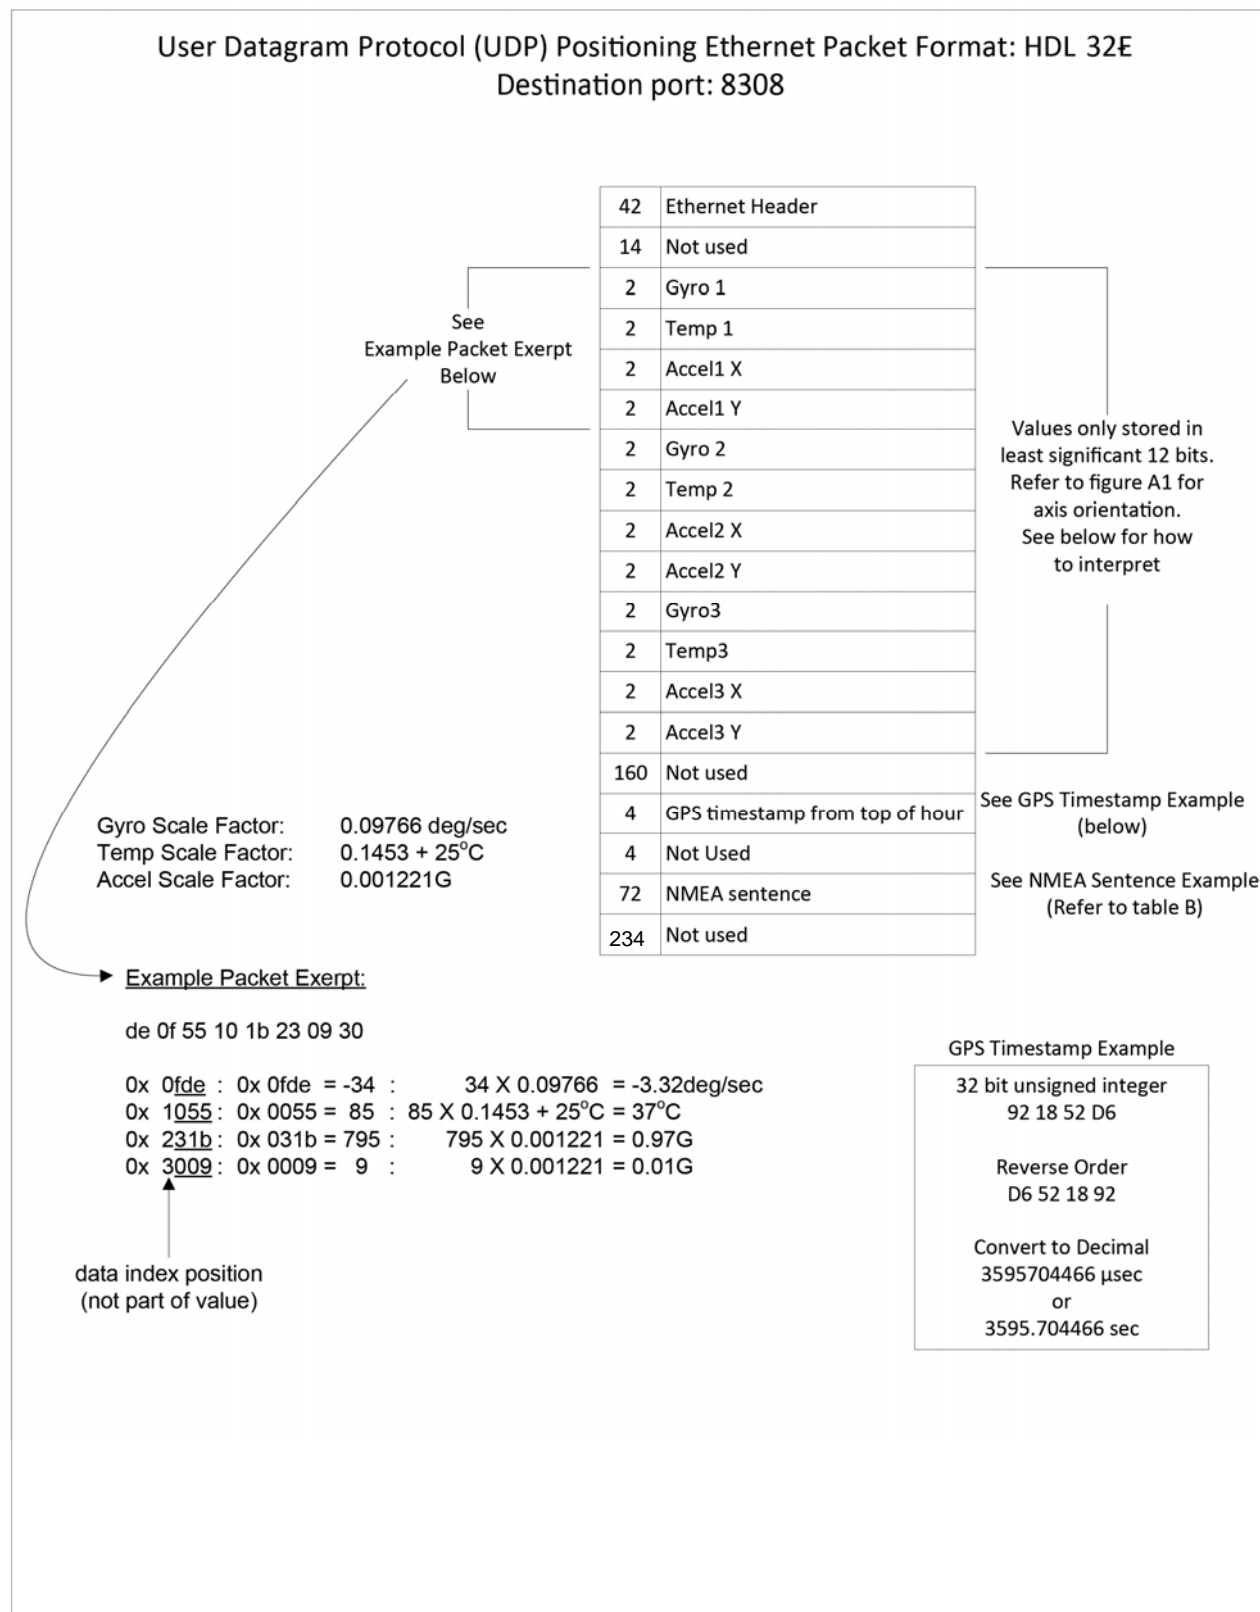 User Datagram Protocol (UDP) Positioning Ethernet Packet Format: HDL 32E
Destination port: 8308
42 Ethernet Header
14 Not used
2 Gyro 1
2 Temp 1
2 Accel1 X
2 Accel1 Y
2 Gyro 2
2 Temp 2
2 Accel2 X
2 Accel2 Y
2 Gyro3
2 Temp3
2 Accel3 X
2 Accel3 Y
160 Not used
4 GPS timestamp from top of hour
4 Not Used
72 NMEA sentence
234 Not used
See
Example Packet Exerpt
Below
Values only stored in
least significant 12 bits.
Refer to figure A1 for
axis orientation.
See below for how
to interpret
See GPS Timestamp Example
(below)
See NMEA Sentence Example
(Refer to table B)
Gyro Scale Factor: 0.09766 deg/sec
Temp Scale Factor: 0.1453 + 25°C
Accel Scale Factor: 0.001221G
Example Packet Exerpt:
de 0f 55 10 1b 23 09 30
0x 0fde : 0x 0fde = -34 : 34 X 0.09766 = -3.32deg/sec
0x 1055 : 0x 0055 = 85 : 85 X 0.1453 + 25°C = 37°C
0x 231b : 0x 031b = 795 : 795 X 0.001221 = 0.97G
0x 3009 : 0x 0009 = 9 : 9 X 0.001221 = 0.01G
data index position
(not part of value)
GPS Timestamp Example
32 bit unsigned integer
92 18 52 D6
Reverse Order
D6 52 18 92
Convert to Decimal
3595704466 µsec
or
3595.704466 sec